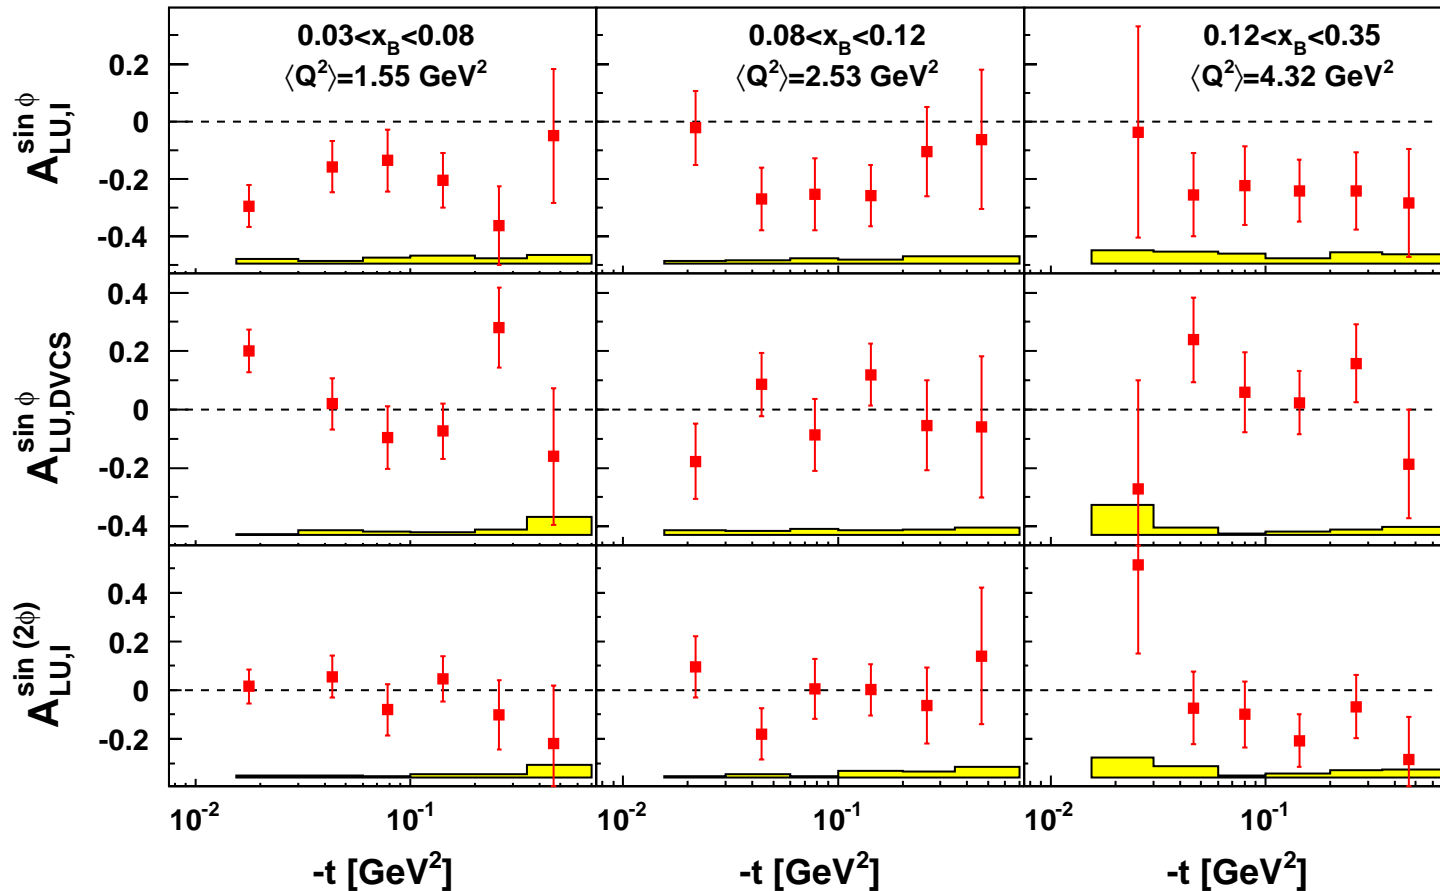 0.03<x_B<0.08
⟨Q²⟩=1.55 GeV²
0.08<x_B<0.12
⟨Q²⟩=2.53 GeV²
0.12<x_B<0.35
⟨Q²⟩=4.32 GeV²
A_{LU,I}^{sin ϕ}
0.2
0
-0.2
-0.4
A_{LU,DVCS}^{sin ϕ}
0.4
0.2
0
-0.2
-0.4
A_{LU,I}^{sin (2ϕ)}
0.4
0.2
0
-0.2
10⁻² 10⁻¹ 10⁻² 10⁻¹ 10⁻² 10⁻¹
-t [GeV²] -t [GeV²] -t [GeV²]